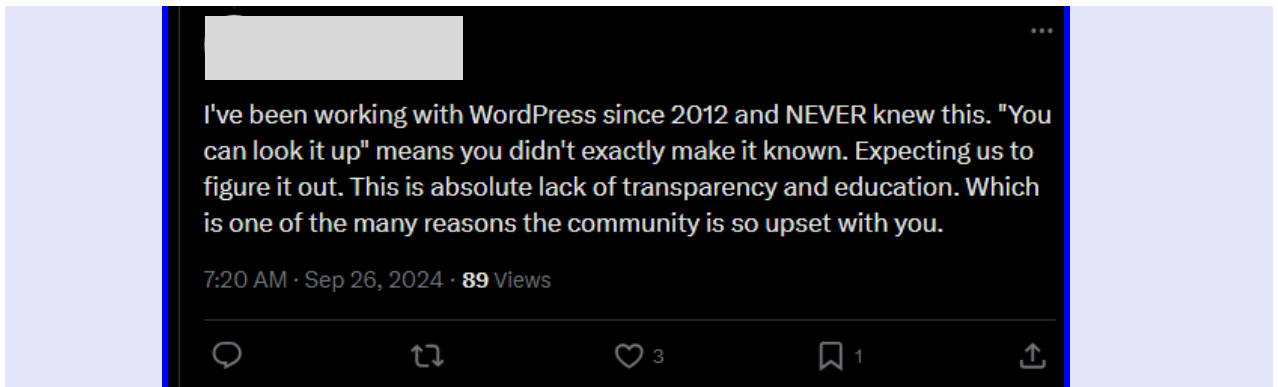 I've been working with WordPress since 2012 and NEVER knew this. "You
can look it up" means you didn't exactly make it known. Expecting us to
figure it out. This is absolute lack of transparency and education. Which
is one of the many reasons the community is so upset with you.
7:20 AM · Sep 26, 2024 · 89 Views
3 1